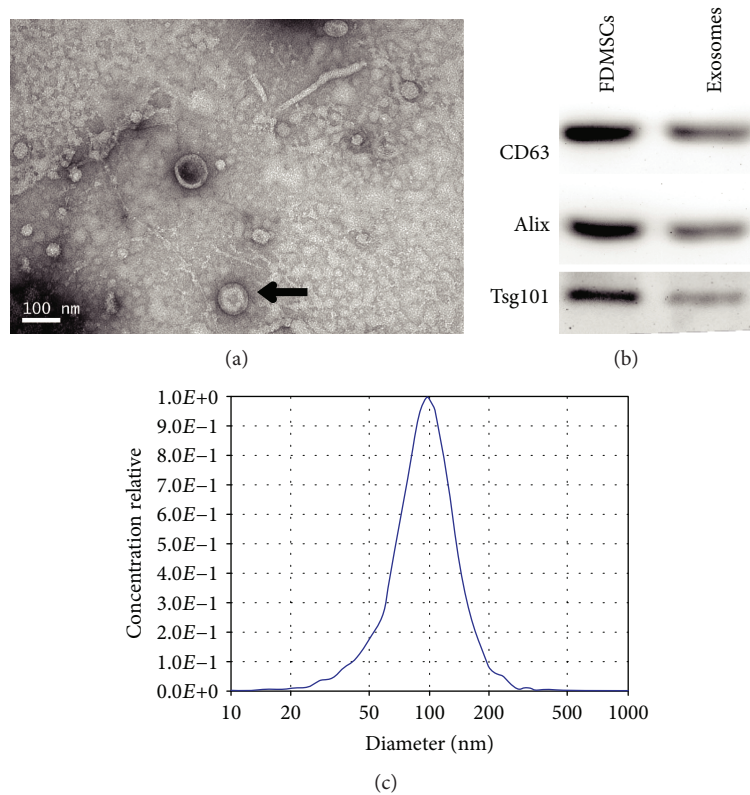 100 nm
(a)
FDMSCs
Exosomes
CD63
Alix
Tsg101
(b)
1.0E+0
9.0E−1
8.0E−1
7.0E−1
6.0E−1
5.0E−1
4.0E−1
3.0E−1
2.0E−1
1.0E−1
0.0E+0
Concentration relative
10 20 50 100 200 500 1000
Diameter (nm)
(c)